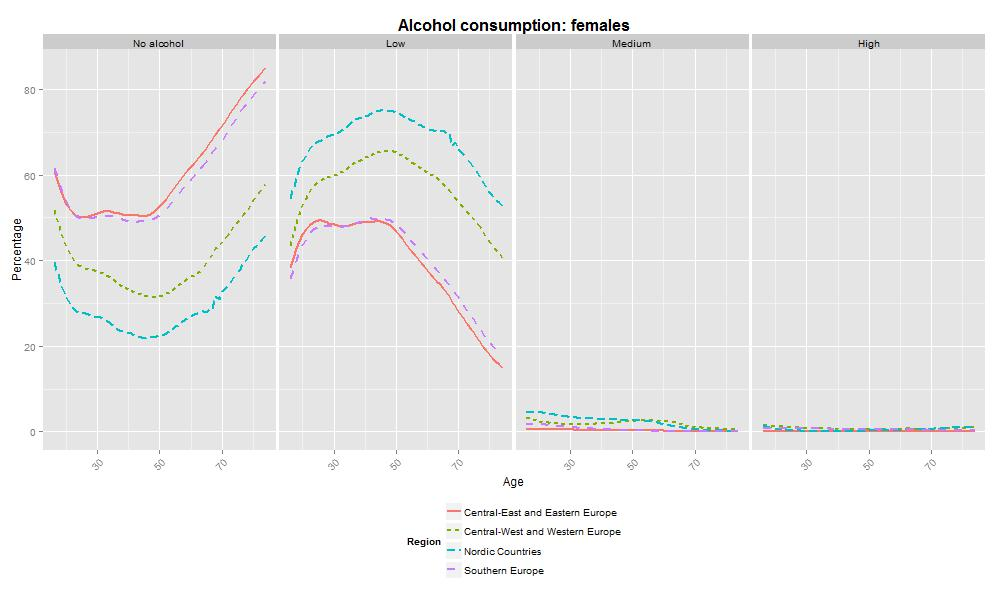 Alcohol consumption: females
No alcohol Low Medium High
Percentage
80
60
40
20
0
30 50 70 30 50 70 30 50 70 30 50 70
Age
Region
Central-East and Eastern Europe
Central-West and Western Europe
Nordic Countries
Southern Europe